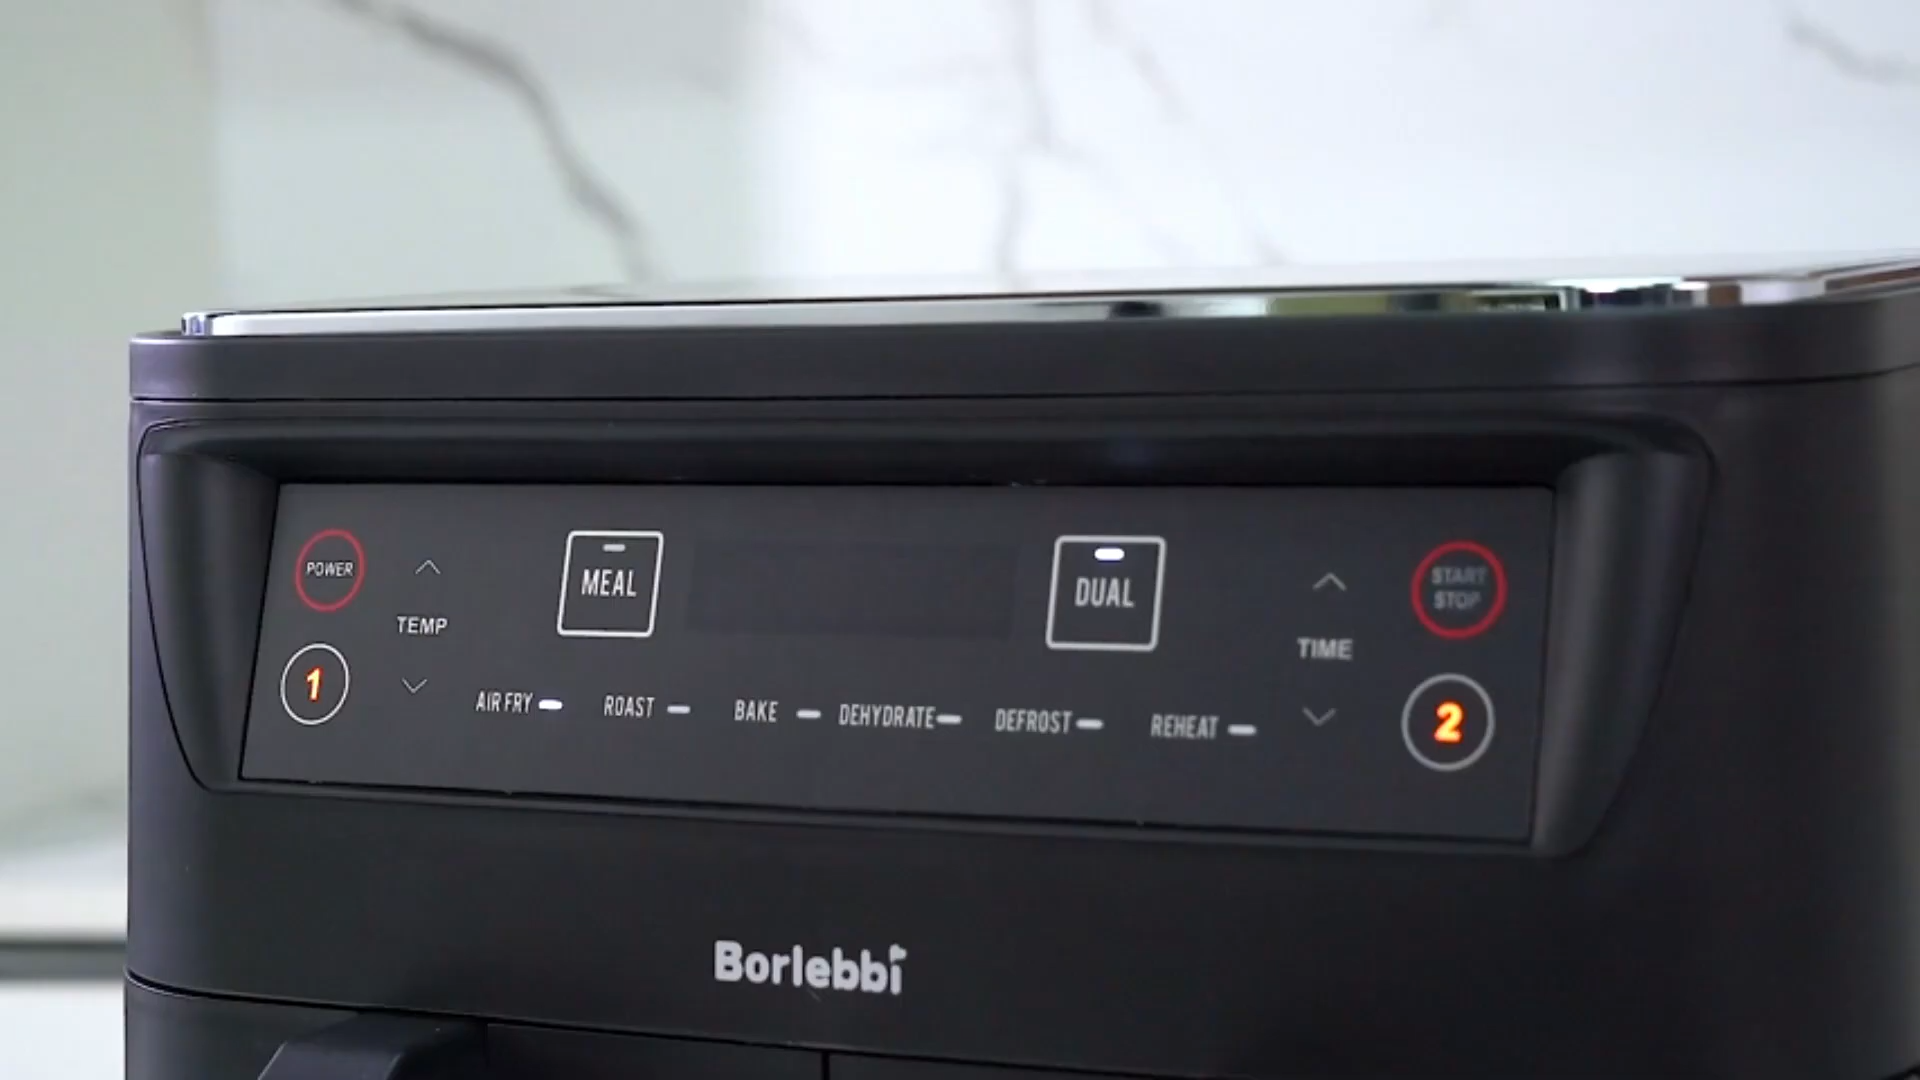 POWER
MEAL
DUAL
START
STOP
TEMP
TIME
1
2
AIR FRY
ROAST
BAKE
DEHYDRATE
DEFROST
REHEAT
Borlebbi